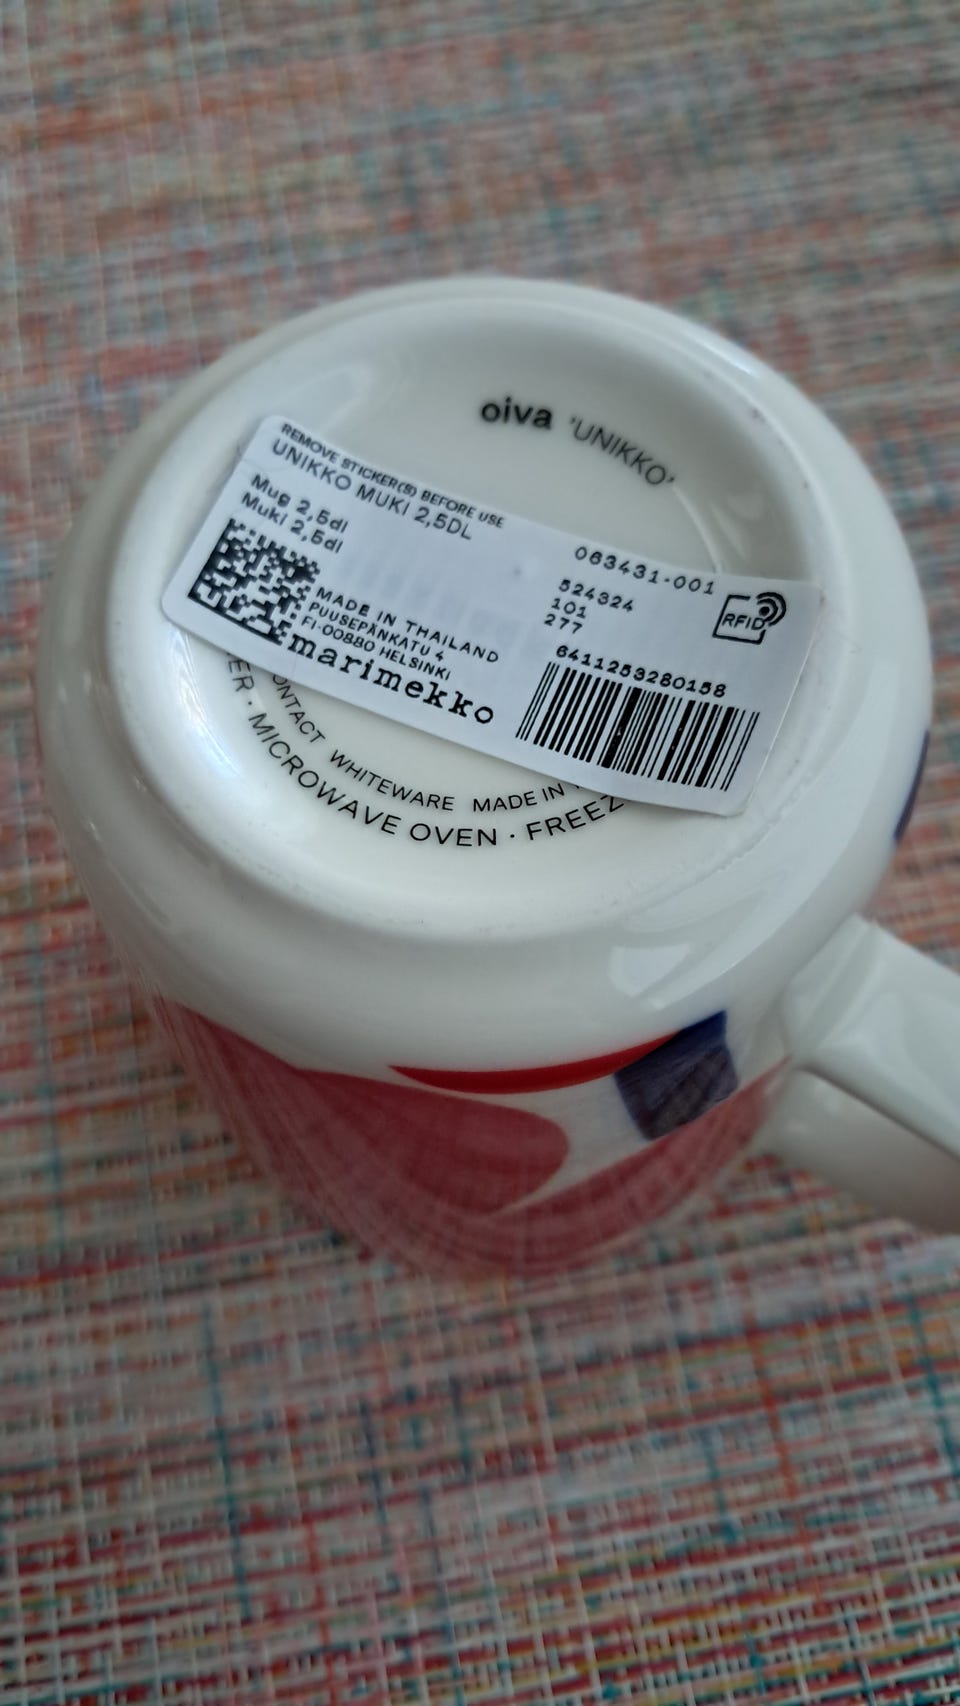 oiva 'UNIKKO'
REMOVE STICKER(S) BEFORE USE
UNIKKO MUKI 2,5DL
Mug 2,5dl
Muki 2,5dl
MADE IN THAILAND
PUUSEPÄNKATU 4
FI-00880 HELSINKI
marimekko
063431-001
524324
101
277
RFID
6411253280158
ONTACT WHITEWARE MADE IN
ER · MICROWAVE OVEN · FREEZ